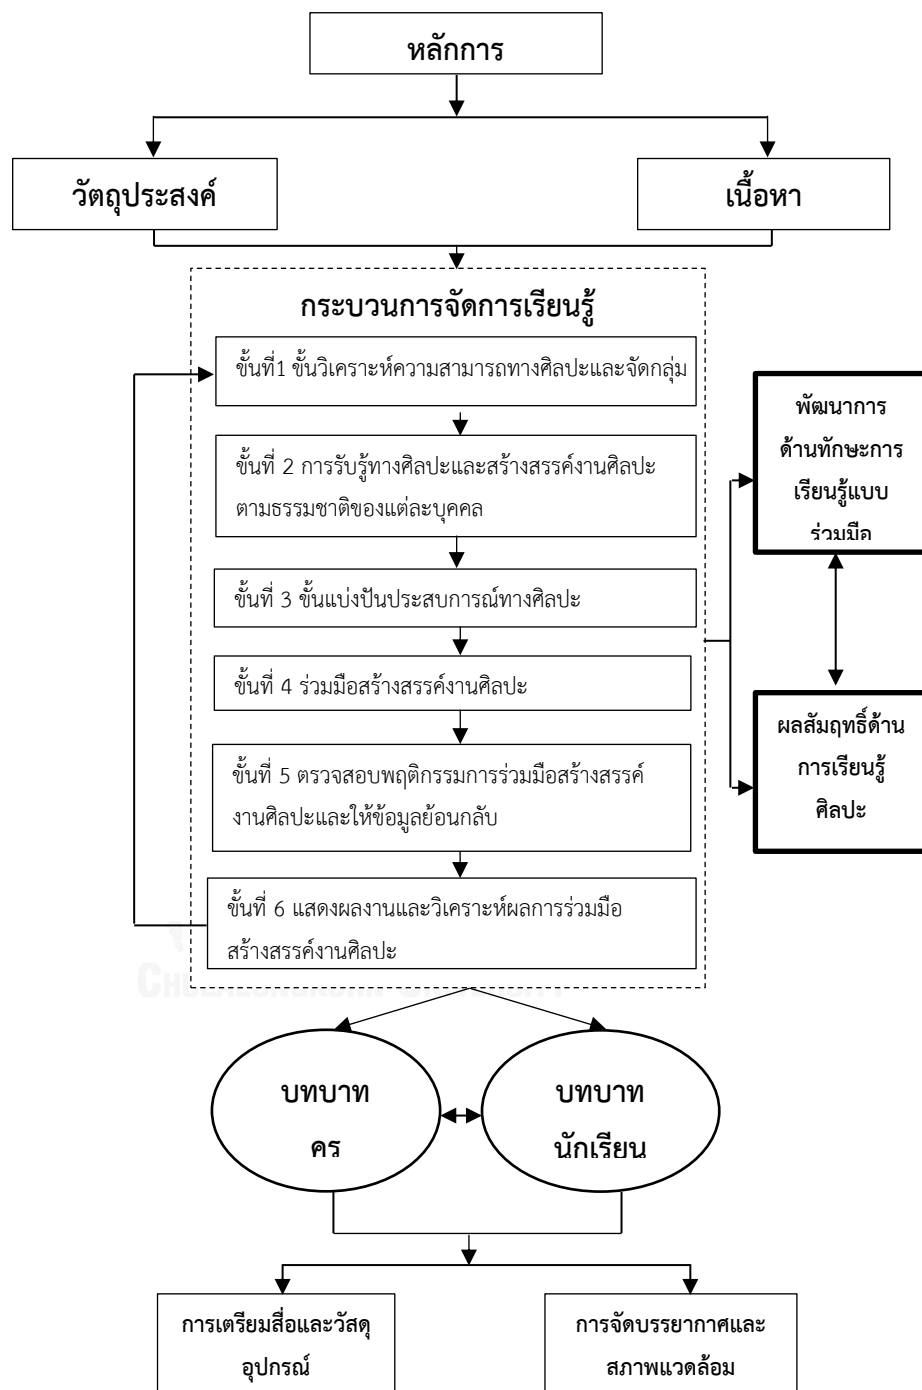 หลักการ
วัตถุประสงค์
เนื้อหา
กระบวนการจัดการเรียนรู้
ขั้นที่1 ขั้นวิเคราะห์ความสามารถทางศิลปะและจัดกลุ่ม
ขั้นที่ 2 การรับรู้ทางศิลปะและสร้างสรรค์งานศิลปะ
ตามธรรมชาติของแต่ละบุคคล
ขั้นที่ 3 ขั้นแบ่งปันประสบการณ์ทางศิลปะ
ขั้นที่ 4 ร่วมมือสร้างสรรค์งานศิลปะ
ขั้นที่ 5 ตรวจสอบพฤติกรรมการร่วมมือสร้างสรรค์
งานศิลปะและให้ข้อมูลย้อนกลับ
ขั้นที่ 6 แสดงผลงานและวิเคราะห์ผลการร่วมมือ
สร้างสรรค์งานศิลปะ
พัฒนาการ
ด้านทักษะการ
เรียนรู้แบบ
ร่วมมือ
ผลสัมฤทธิ์ด้าน
การเรียนรู้
ศิลปะ
บทบาท
คร
บทบาท
นักเรียน
การเตรียมสื่อและวัสดุ
อุปกรณ์
การจัดบรรยากาศและ
สภาพแวดล้อม